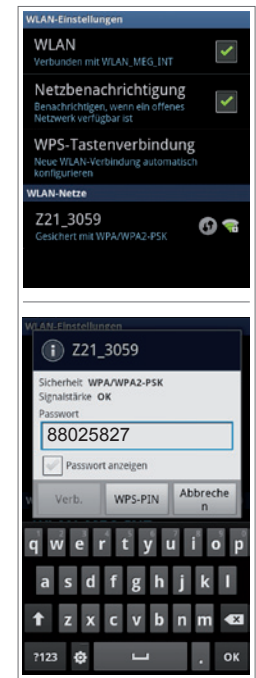 WLAN-Einstellungen
WLAN
Verbunden mit WLAN_MEG_INT
Netzbenachrichtigung
Benachrichtigen, wenn ein offenes
Netzwerk verfügbar ist
WPS-Tastenverbindung
Neue WLAN-Verbindung automatisch
konfigurieren
WLAN-Netze
Z21_3059
Gesichert mit WPA/WPA2-PSK
WLAN-Einstellungen
Z21_3059
Sicherheit WPA/WPA2-PSK
Signalstärke OK
Passwort
88025827
Passwort anzeigen
Verb. WPS-PIN Abbreche
n
q w e r t y u i o p
a s d f g h j k l
z x c v b n m
?123 . OK